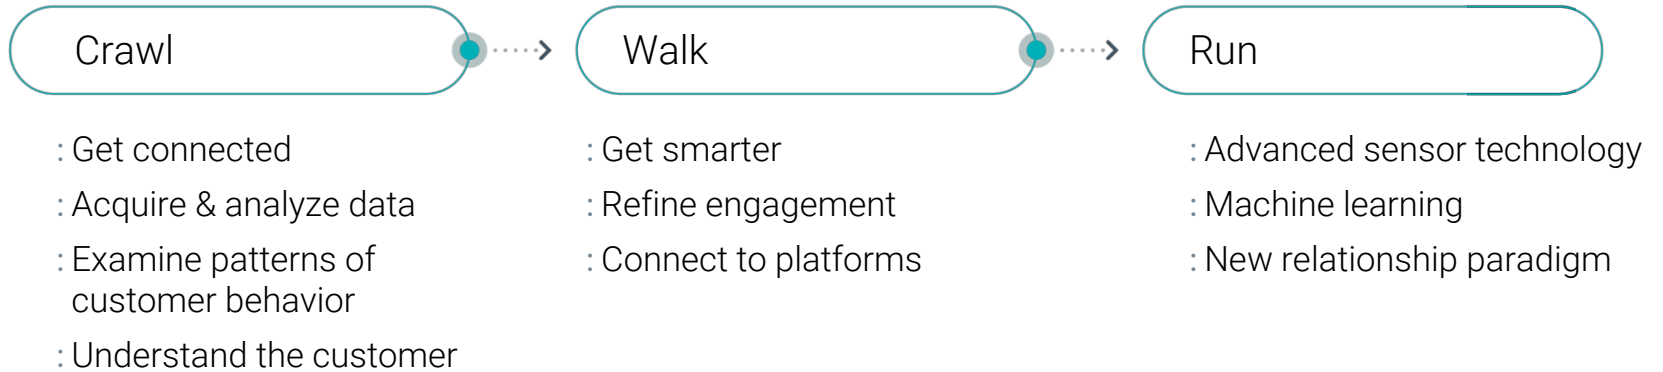 Crawl
Walk
Run
: Get connected
: Acquire & analyze data
: Examine patterns of
customer behavior
: Understand the customer
: Get smarter
: Refine engagement
: Connect to platforms
: Advanced sensor technology
: Machine learning
: New relationship paradigm